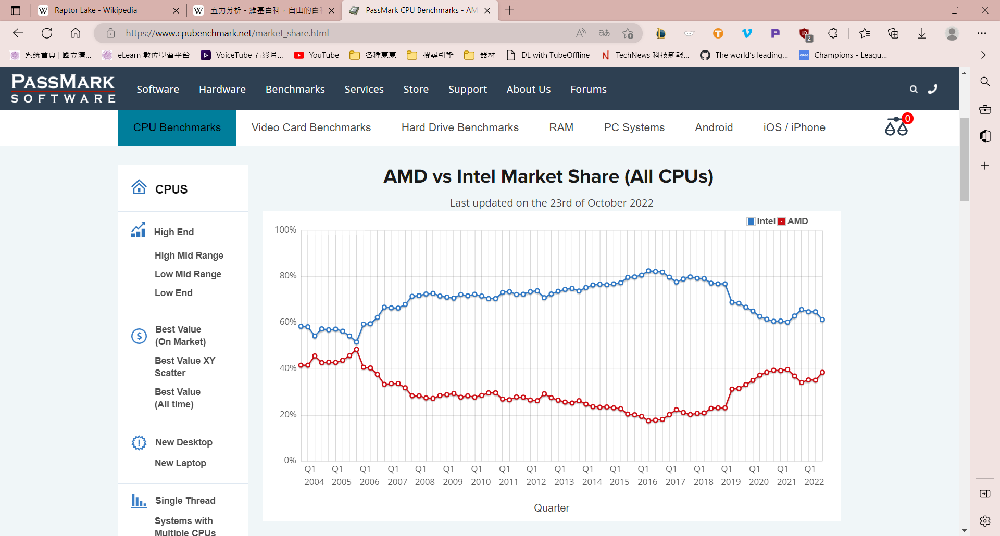 Raptor Lake - Wikipedia
五力分析 - 維基百科，自由的百科
PassMark CPU Benchmarks - AM
https://www.cpubenchmark.net/market_share.html
2
系統首頁 | 國立清...
eLearn 數位學習平台
VoiceTube 看影片...
YouTube
各種東東
搜尋引擎
器材
DL with TubeOffline
TechNews 科技新報...
The world's leading...
Champions - Leagu...
PASSMARK
SOFTWARE
Software
Hardware
Benchmarks
Services
Store
Support
About Us
Forums
CPU Benchmarks
Video Card Benchmarks
Hard Drive Benchmarks
RAM
PC Systems
Android
iOS / iPhone
0
CPUS
High End
High Mid Range
Low Mid Range
Low End
Best Value
(On Market)
Best Value XY
Scatter
Best Value
(All time)
New Desktop
New Laptop
Single Thread
Systems with
Multiple CPUs
AMD vs Intel Market Share (All CPUs)
Last updated on the 23rd of October 2022
Intel AMD
100%
80%
60%
40%
20%
0%
Q1 Q1 Q1 Q1 Q1 Q1 Q1 Q1 Q1 Q1 Q1 Q1 Q1 Q1 Q1 Q1 Q1 Q1 Q1
2004 2005 2006 2007 2008 2009 2010 2011 2012 2013 2014 2015 2016 2017 2018 2019 2020 2021 2022
Quarter